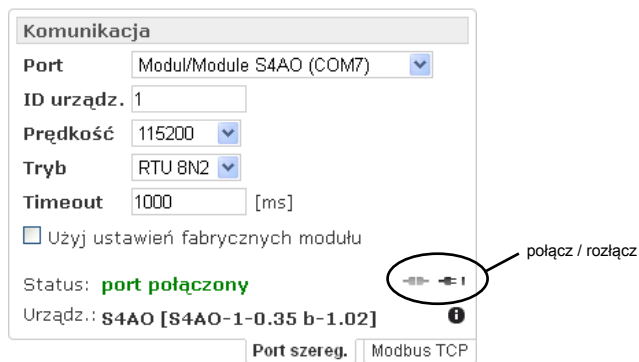 Komunikacja
Port Modul/Module S4AO (COM7)
ID urządz. 1
Prędkość 115200
Tryb RTU 8N2
Timeout 1000 [ms]
Użyj ustawień fabrycznych modułu
połącz / rozłącz
Status: port połączony
Urządz.: S4AO [S4AO-1-0.35 b-1.02]
Port szereg. Modbus TCP